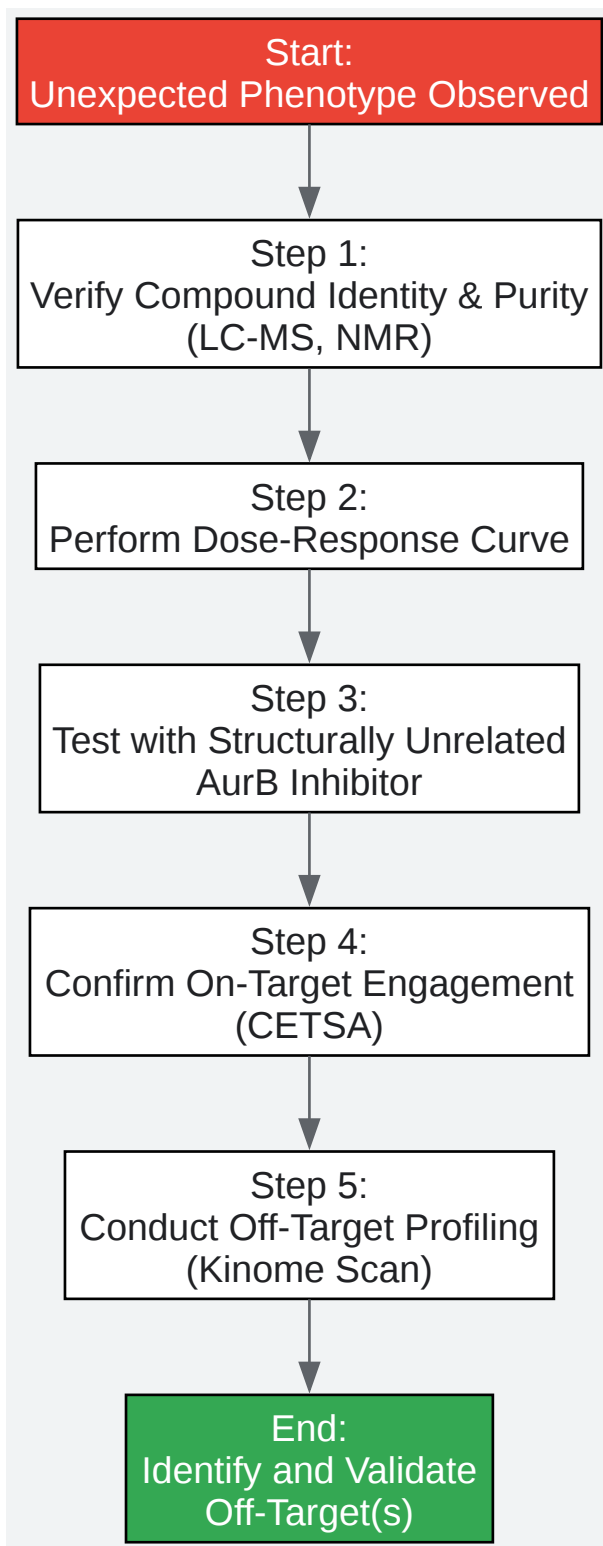 Start:
Unexpected Phenotype Observed
Step 1:
Verify Compound Identity & Purity
(LC-MS, NMR)
Step 2:
Perform Dose-Response Curve
Step 3:
Test with Structurally Unrelated
AurB Inhibitor
Step 4:
Confirm On-Target Engagement
(CETSA)
Step 5:
Conduct Off-Target Profiling
(Kinome Scan)
End:
Identify and Validate
Off-Target(s)